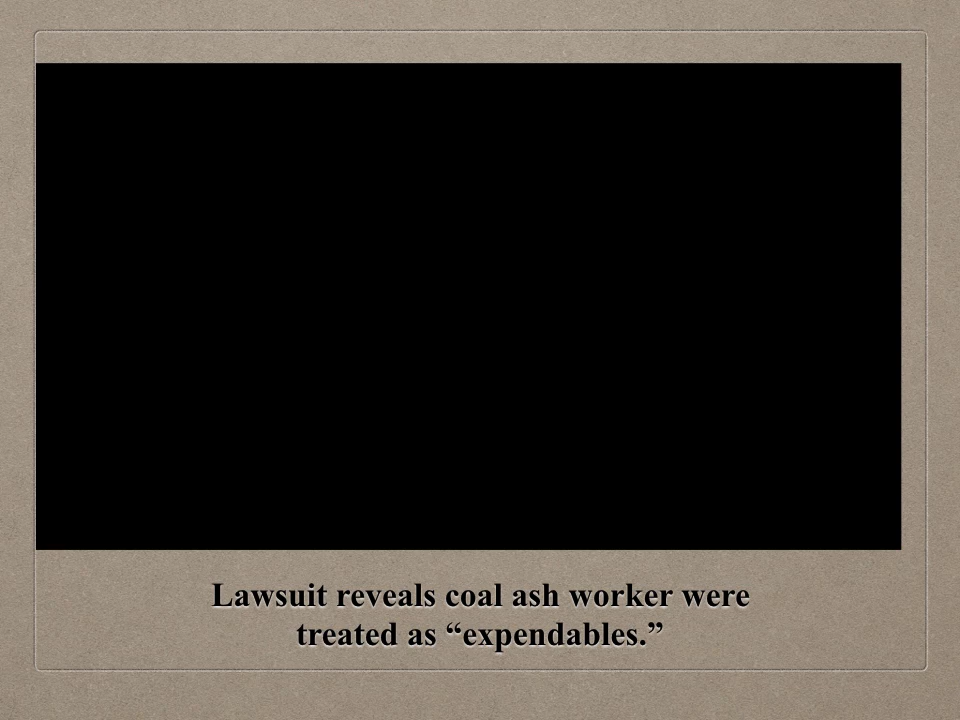 Lawsuit reveals coal ash worker were
treated as “expendables.”